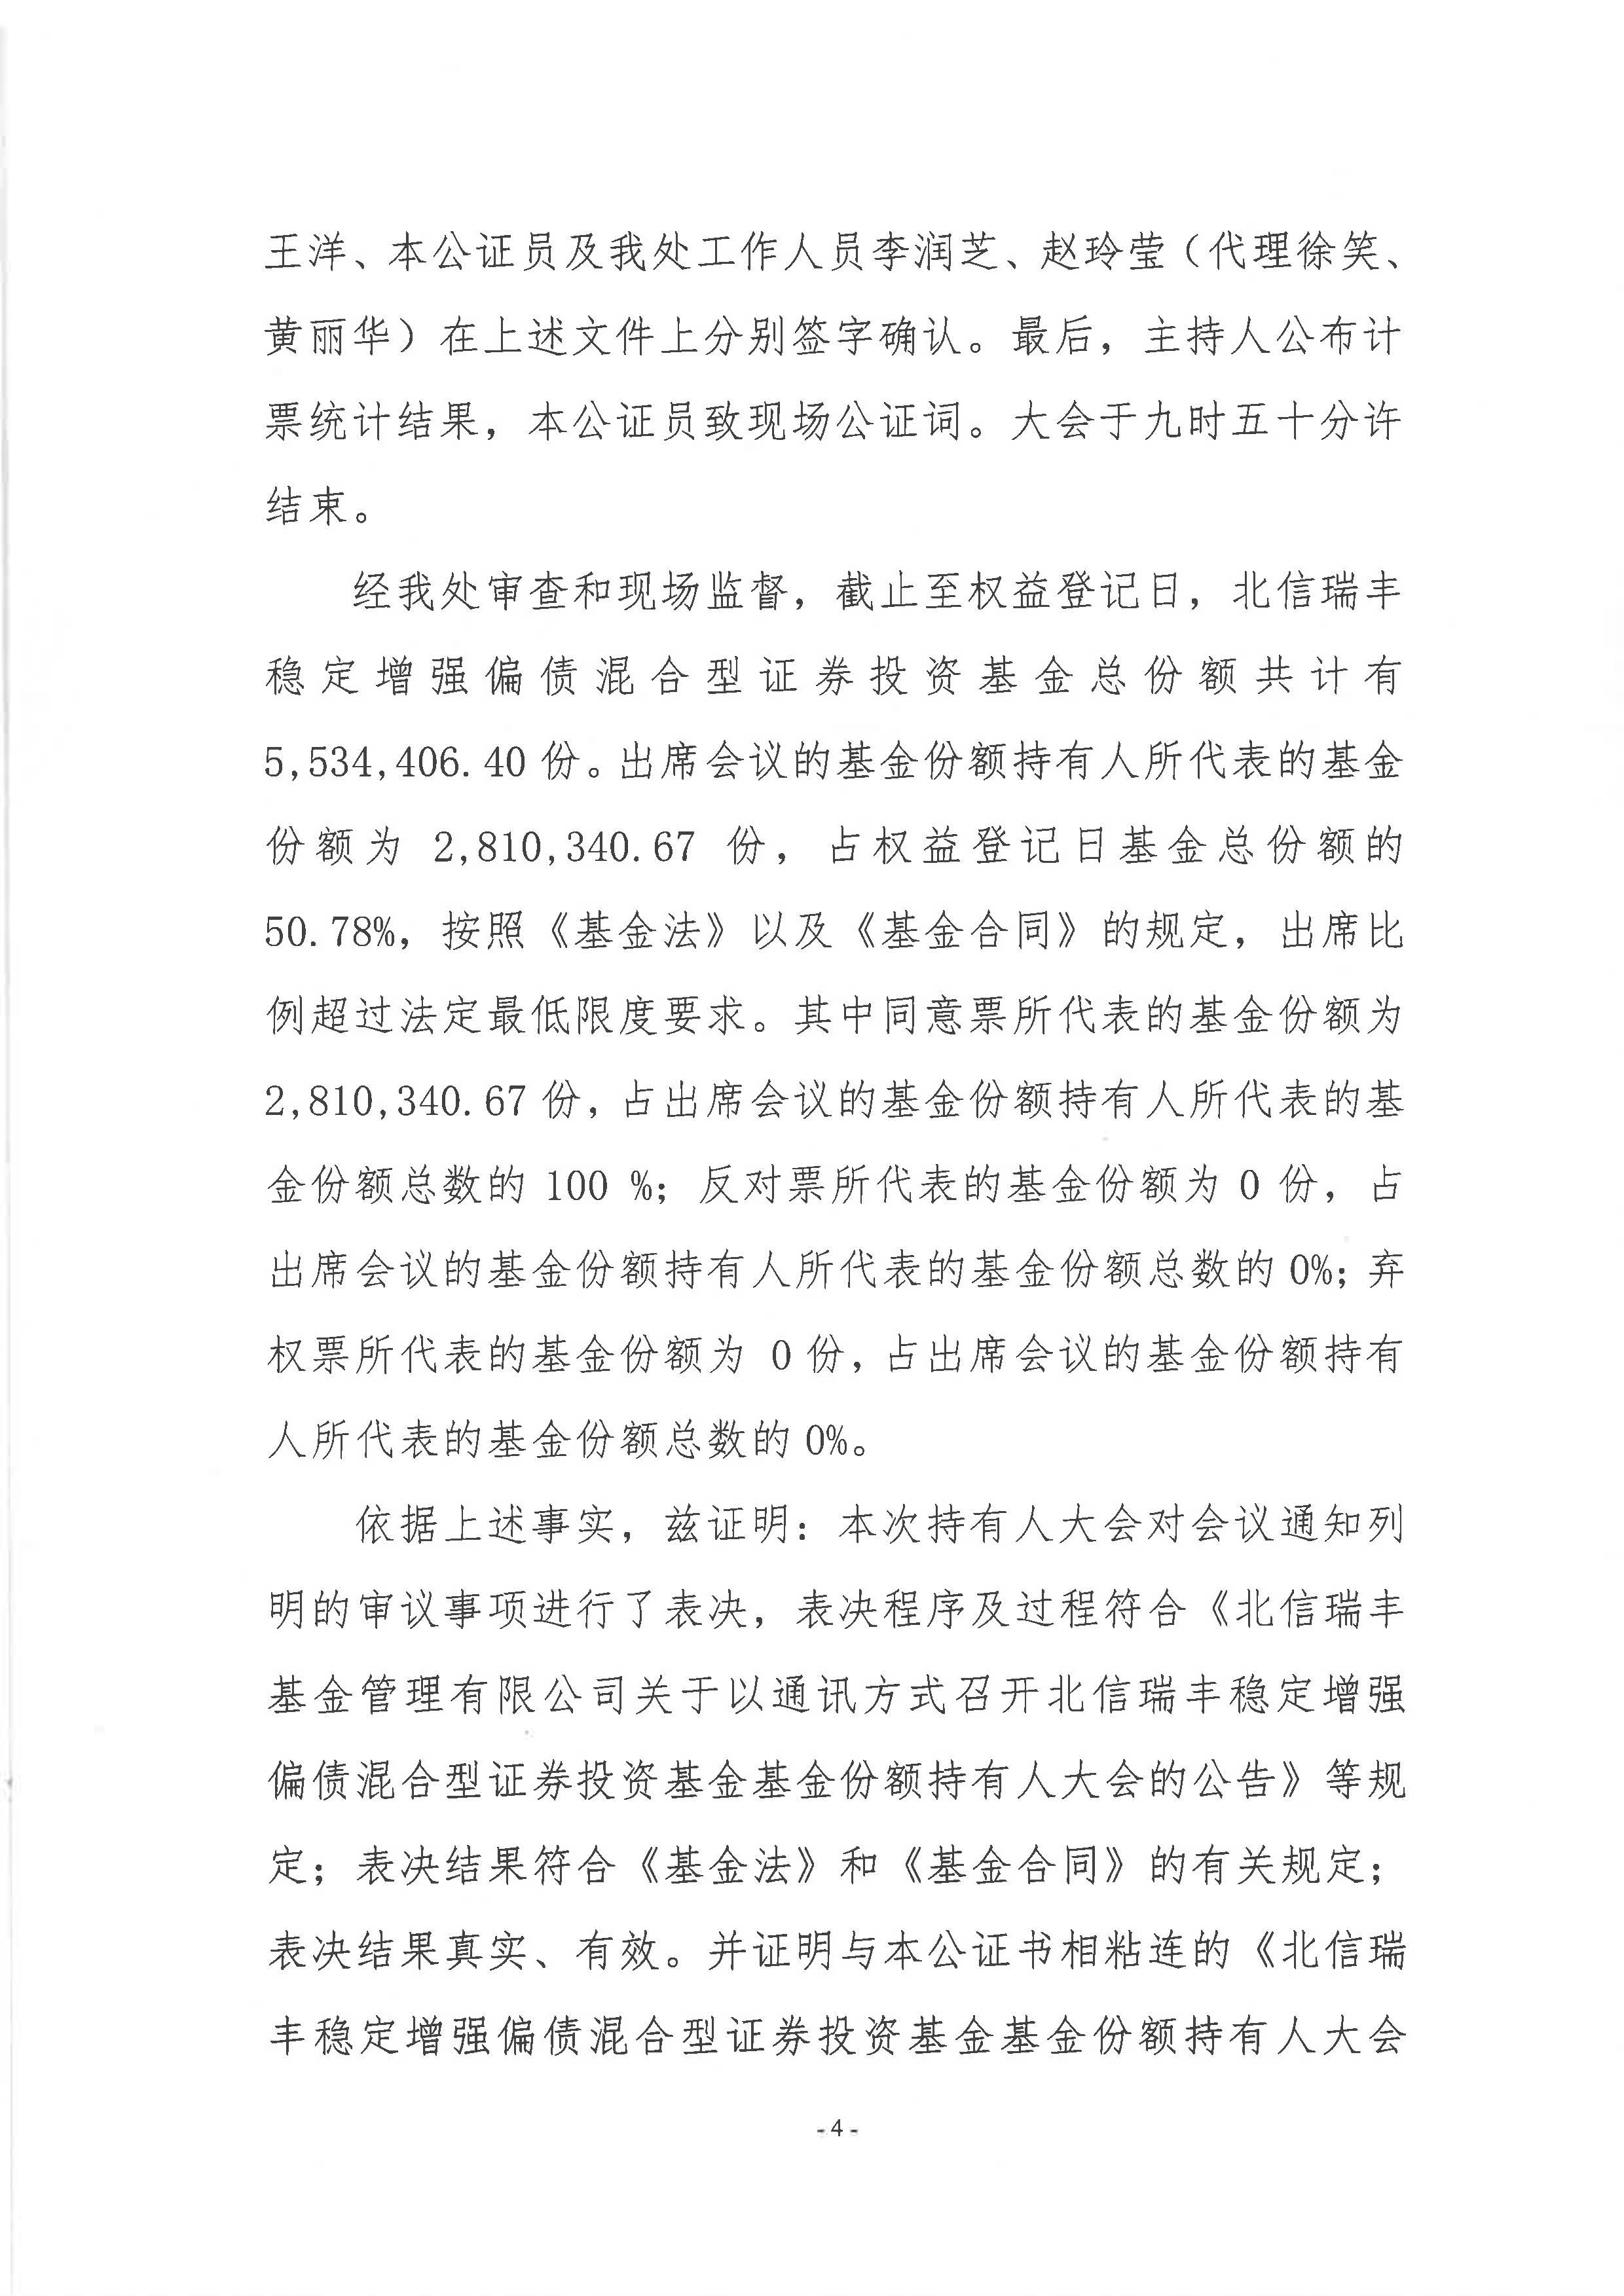 王洋、本公证员及我处工作人员李润芝、赵玲莹（代理徐笑、
黄丽华）在上述文件上分别签字确认。最后，主持人公布计
票统计结果，本公证员致现场公证词。大会于九时五十分许
结束。
经我处审查和现场监督，截止至权益登记日，北信瑞丰
稳定增强偏债混合型证券投资基金总份额共计有
5,534,406.40 份。出席会议的基金份额持有人所代表的基金
份额为 2,810,340.67 份，占权益登记日基金总份额的
50.78%，按照《基金法》以及《基金合同》的规定，出席比
例超过法定最低限度要求。其中同意票所代表的基金份额为
2,810,340.67 份，占出席会议的基金份额持有人所代表的基
金份额总数的 100 %；反对票所代表的基金份额为 0 份，占
出席会议的基金份额持有人所代表的基金份额总数的 0%；弃
权票所代表的基金份额为 0 份，占出席会议的基金份额持有
人所代表的基金份额总数的 0%。
依据上述事实，兹证明：本次持有人大会对会议通知列
明的审议事项进行了表决，表决程序及过程符合《北信瑞丰
基金管理有限公司关于以通讯方式召开北信瑞丰稳定增强
偏债混合型证券投资基金基金份额持有人大会的公告》等规
定；表决结果符合《基金法》和《基金合同》的有关规定；
表决结果真实、有效。并证明与本公证书相粘连的《北信瑞
丰稳定增强偏债混合型证券投资基金基金份额持有人大会
- 4 -